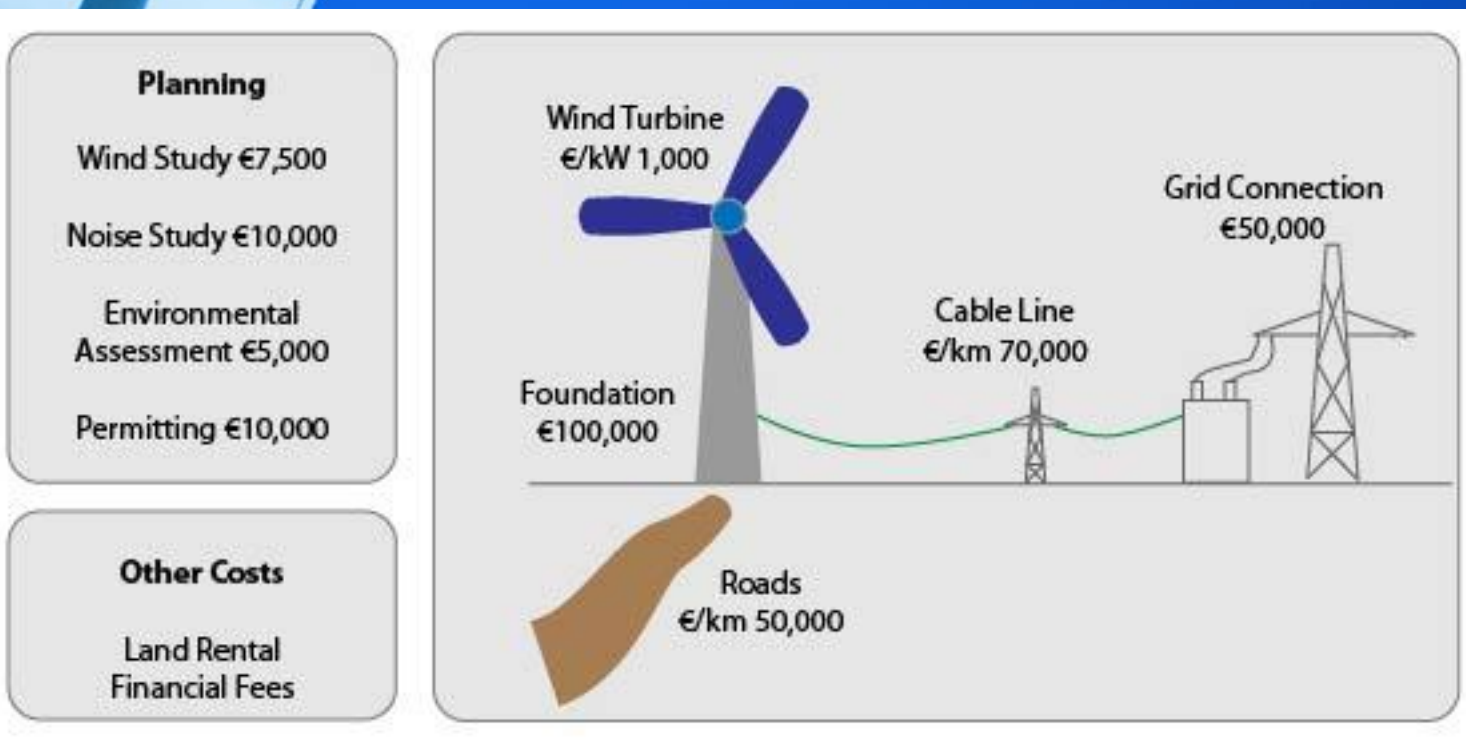 Planning
Wind Study €7,500
Noise Study €10,000
Environmental
Assessment €5,000
Permitting €10,000
Other Costs
Land Rental
Financial Fees
Wind Turbine
€/kW 1,000
Grid Connection
€50,000
Cable Line
€/km 70,000
Foundation
€100,000
Roads
€/km 50,000